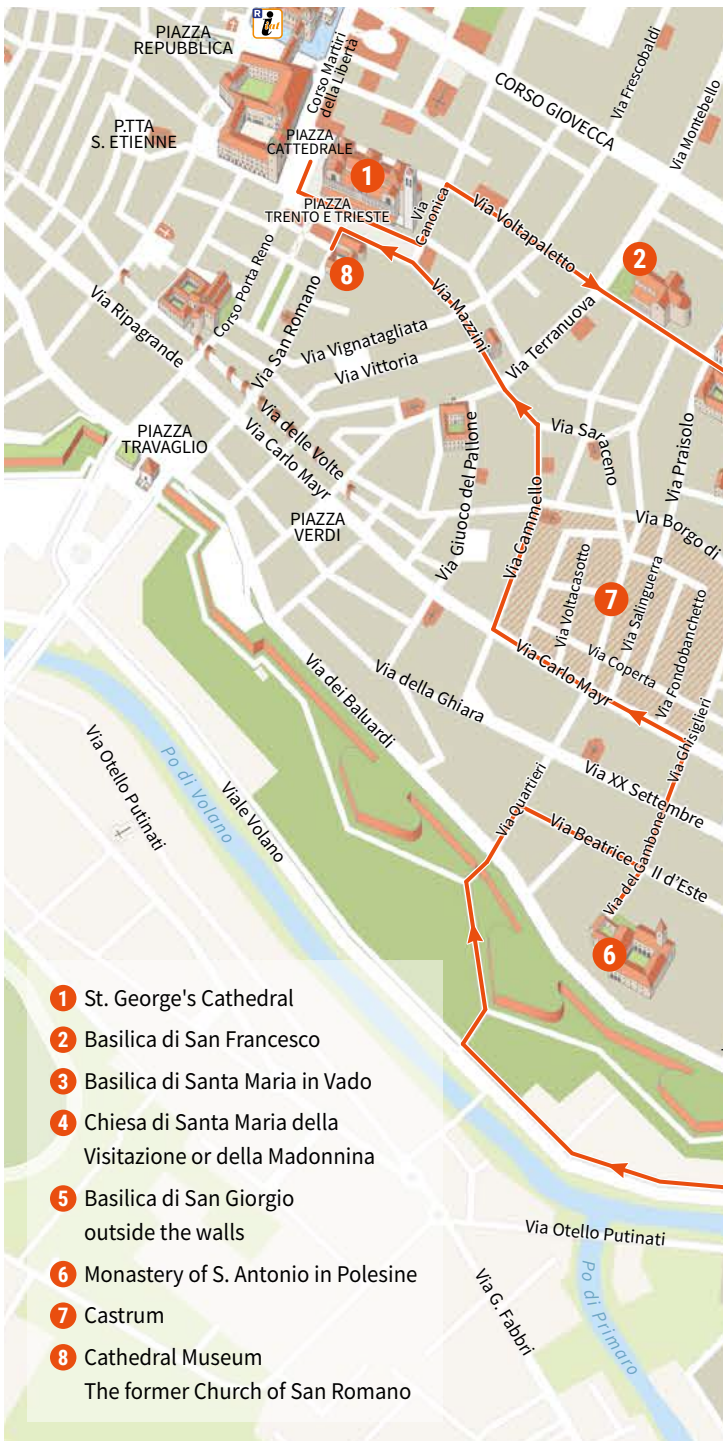 R
i
PIAZZA
REPUBBLICA
Corso Martiri
della Libertà
CORSO GIOVECCA
Via Frescobaldi
Via Montebello
P.TTA
S. ETIENNE
PIAZZA
CATTEDRALE
1
PIAZZA
TRENTO E TRIESTE
Via
Canonica
Via Voltapaletto
2
8
Corso Porta Reno
Via San Romano
Via Mazzini
Via Ripagrande
Via Vignatagliata
Via Vittoria
Via Terranuova
Via delle Volte
Via Carlo Mayr
PIAZZA
TRAVAGLIO
PIAZZA
VERDI
Via Giuoco del Pallone
Via Saraceno
Via Praisolo
Via Cammello
Via Borgo di
Via Voltacasotto
7
Via Salinguerra
Via Coperta
Via Fondobanchetto
Via Carlo Mayr
Via Ghisiglieri
Via dei Baluardi
Via della Ghiara
Via XX Settembre
Via Quartieri
Via Beatrice II d'Este
Via del Gambone
6
Via Otello Putinati
Po di Volano
Viale Volano
Via Otello Putinati
Via G. Fabbri
Po di Primaro
1 St. George's Cathedral
2 Basilica di San Francesco
3 Basilica di Santa Maria in Vado
4 Chiesa di Santa Maria della
Visitazione or della Madonnina
5 Basilica di San Giorgio
outside the walls
6 Monastery of S. Antonio in Polesine
7 Castrum
8 Cathedral Museum
The former Church of San Romano